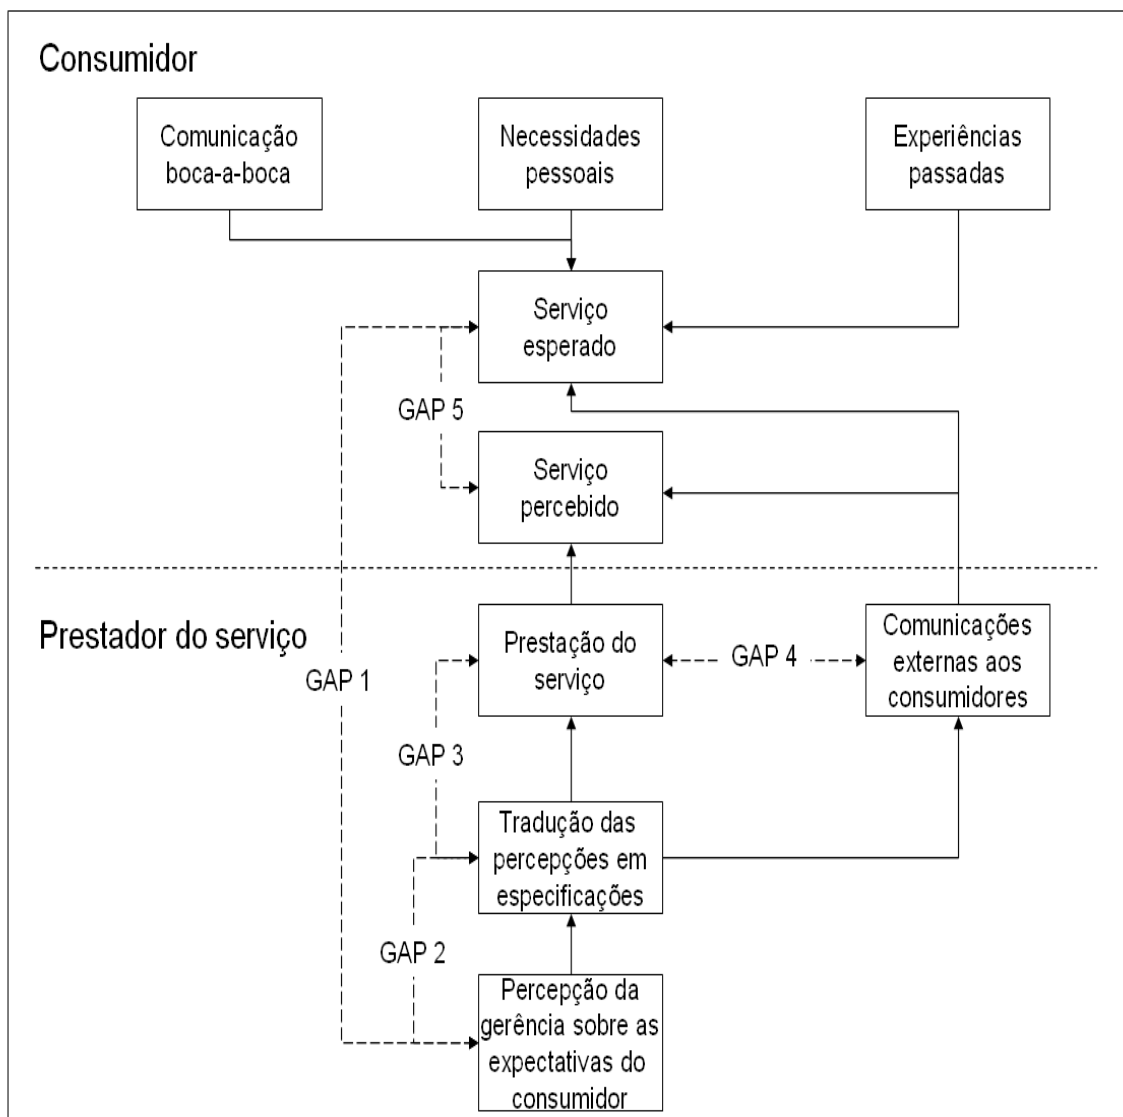 Consumidor
Comunicação
boca-a-boca
Necessidades
pessoais
Experiências
passadas
Serviço
esperado
GAP 5
Serviço
percebido
Prestador do serviço
GAP 1
Prestação do
serviço
GAP 4
Comunicações
externas aos
consumidores
GAP 3
Tradução das
percepções em
especificações
GAP 2
Percepção da
gerência sobre as
expectativas do
consumidor